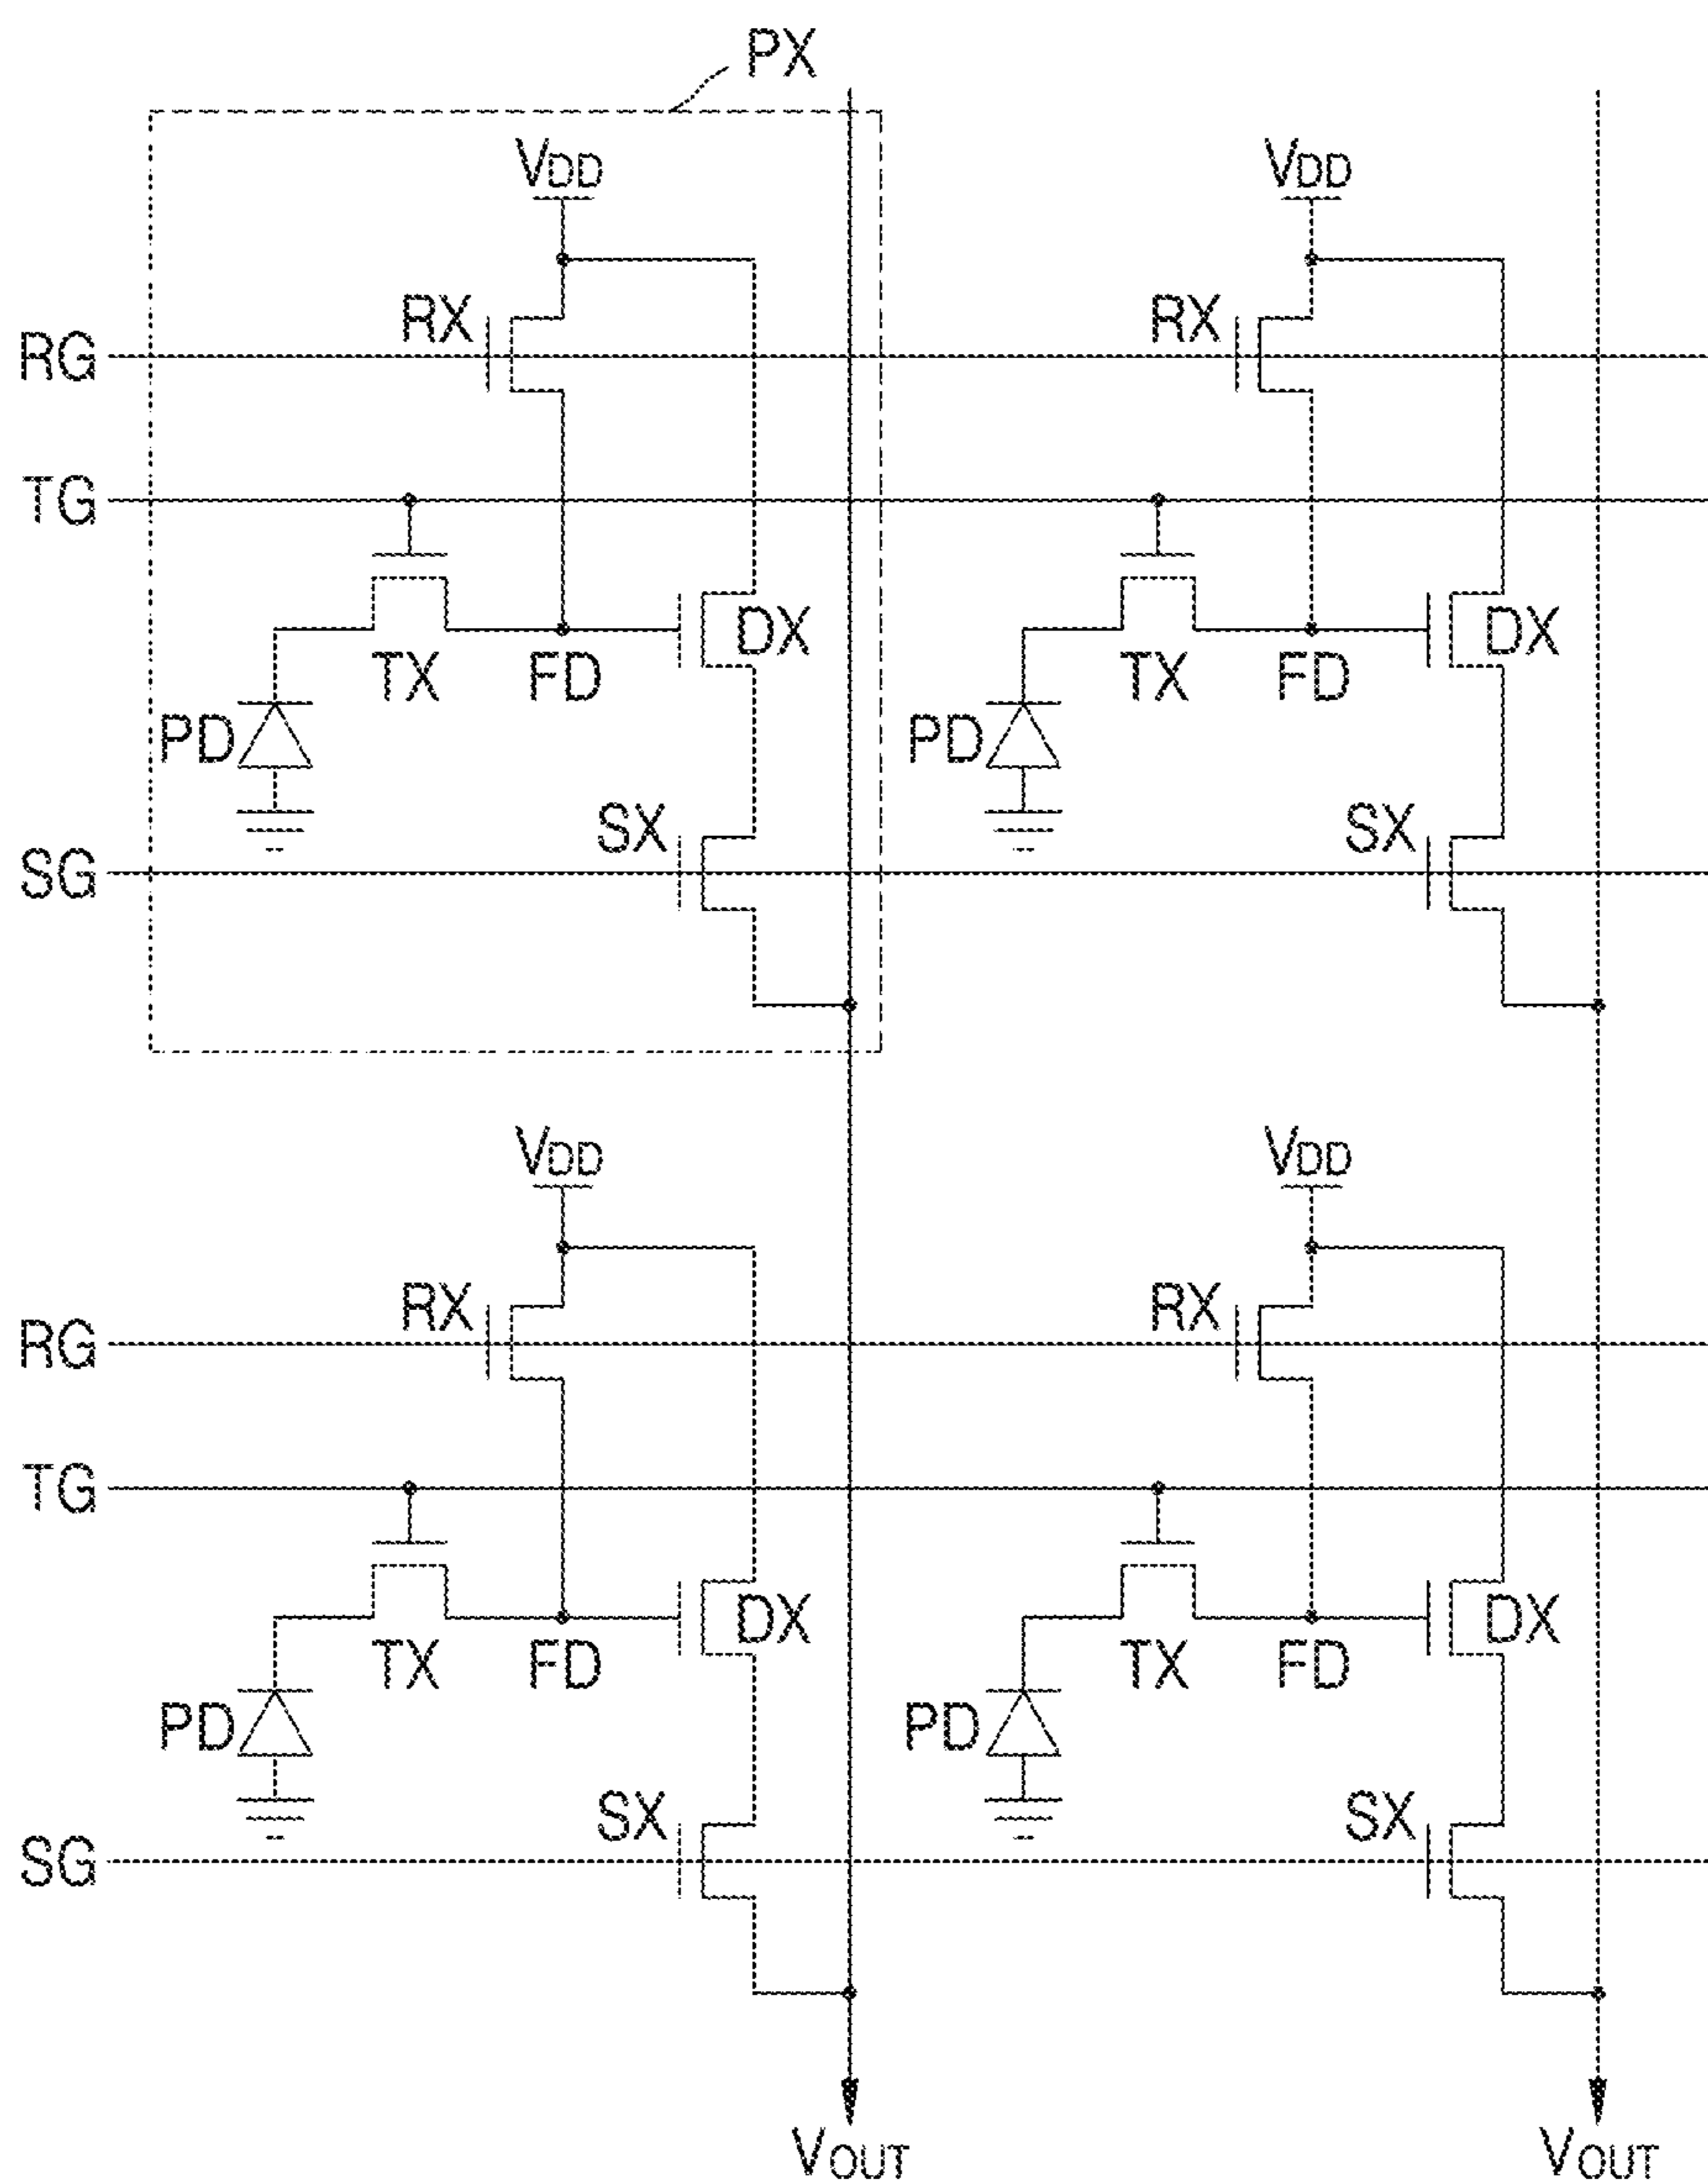 PX
VDD VDD
RX RX
RG
TG
DX DX
TX FD TX FD
PD PD
SX SX
SG
VDD VDD
RX RX
RG
TG
DX DX
TX FD TX FD
PD PD
SX SX
SG
VOUT VOUT